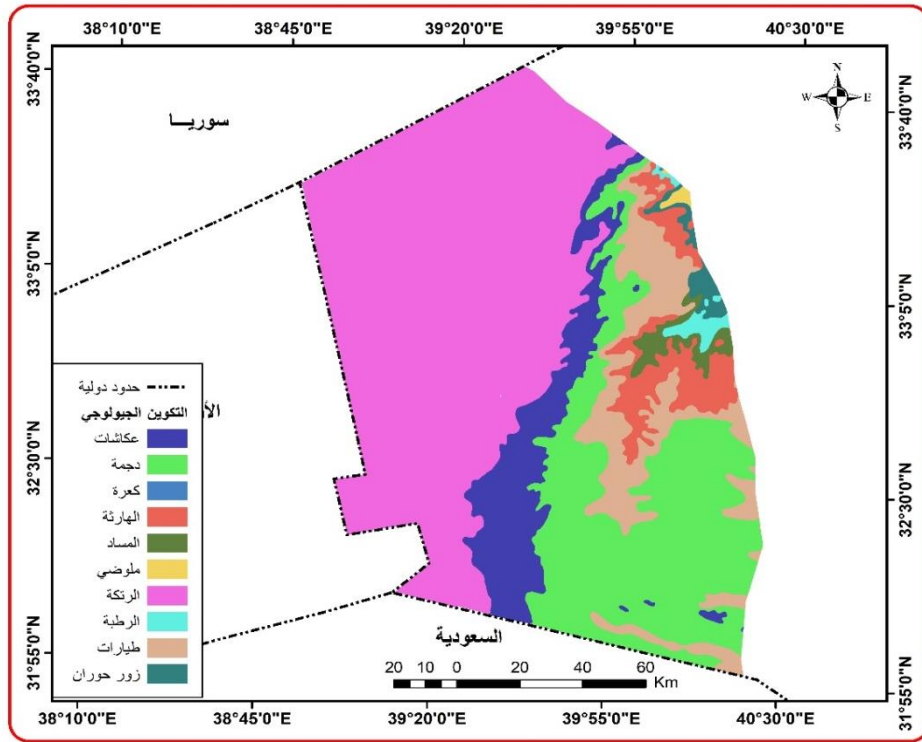 38°10'0"E 38°45'0"E 39°20'0"E 39°55'0"E 40°30'0"E
33°40'0"N
33°40'0"N
N
W E
S
سوريـــا
33°5'0"N
33°5'0"N
حدود دولية
الأ
التكوين الجيولوجي
عكاشات
دجمة
كعرة
الهارثة
المساد
ملوضي
الرتكة
الرطبة
طيارات
زور حوران
32°30'0"N
32°30'0"N
السعودية
31°55'0"N
31°55'0"N
20 10 0 20 40 60
Km
38°10'0"E 38°45'0"E 39°20'0"E 39°55'0"E 40°30'0"E